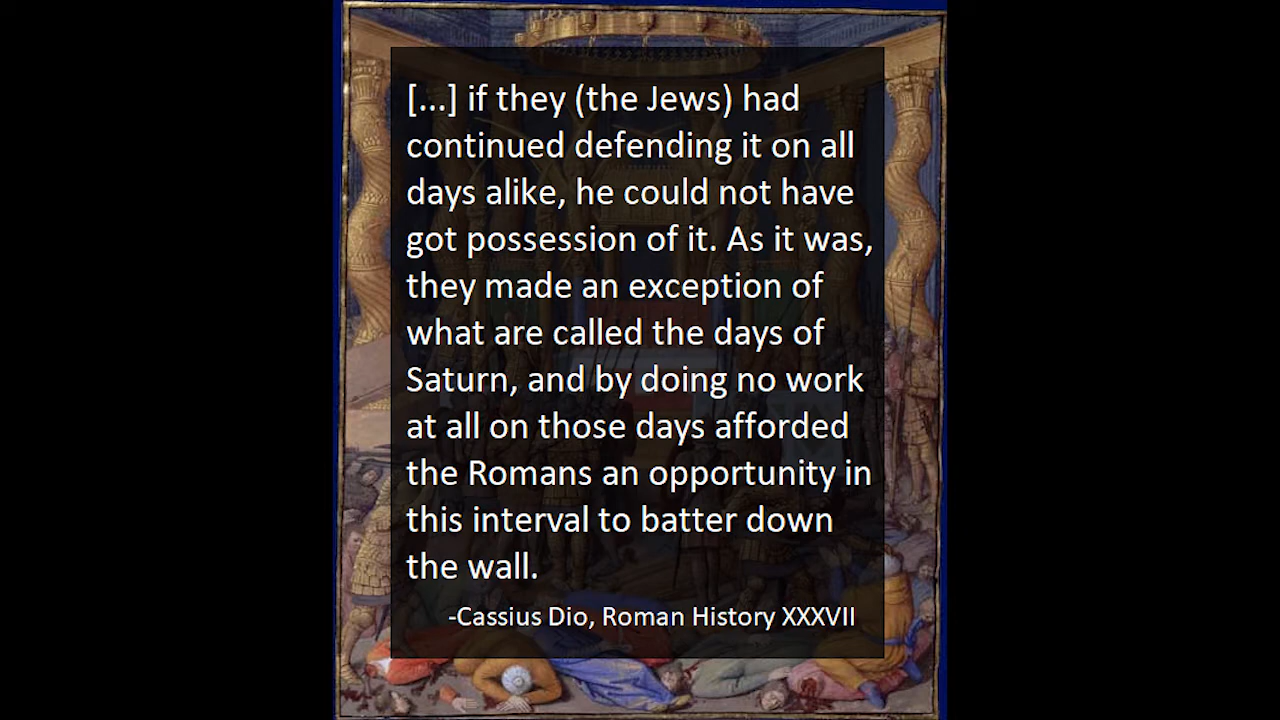 [...] if they (the Jews) had
continued defending it on all
days alike, he could not have
got possession of it. As it was,
they made an exception of
what are called the days of
Saturn, and by doing no work
at all on those days afforded
the Romans an opportunity in
this interval to batter down
the wall.
-Cassius Dio, Roman History XXXVII